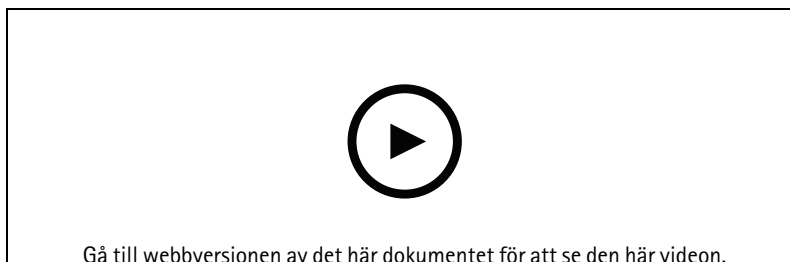 Gå till webbversionen av det här dokumentet för att se den här videon.